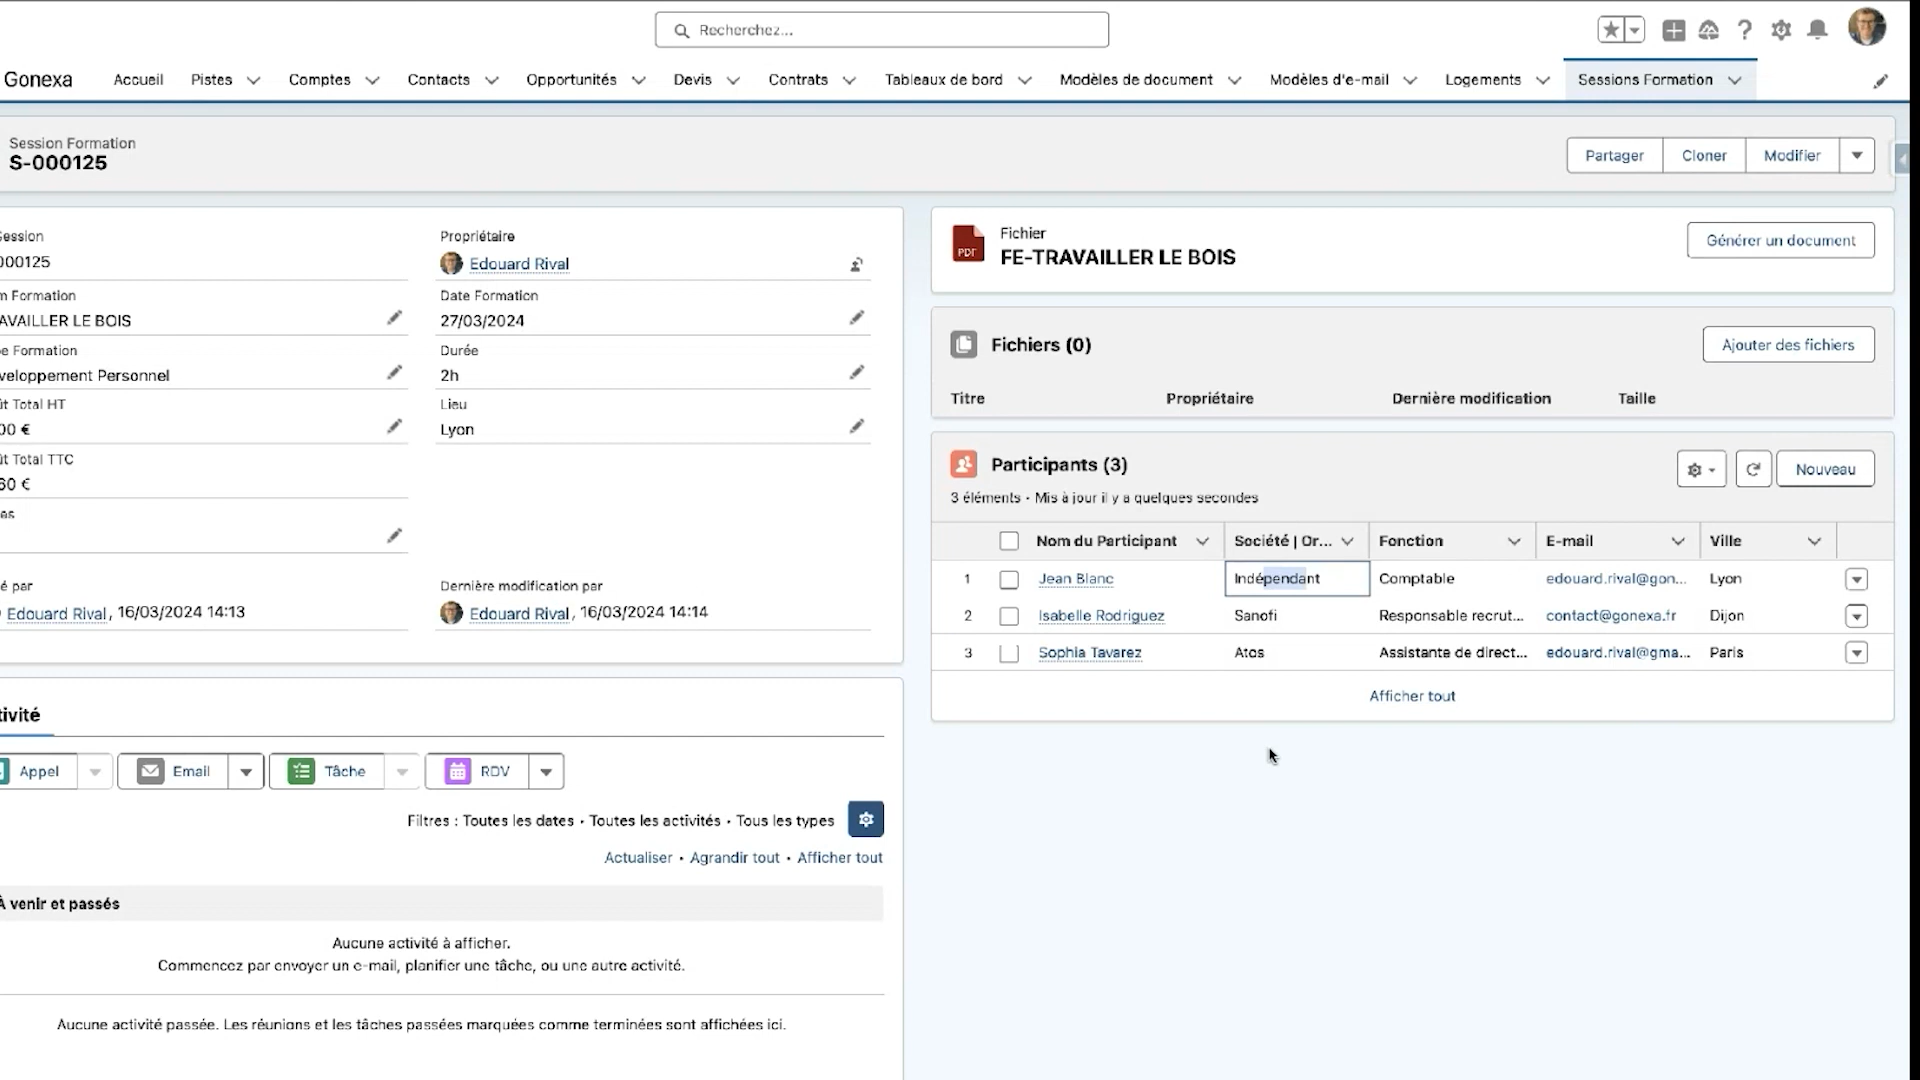 Recherchez...
Gonexa
Accueil
Pistes
Comptes
Contacts
Opportunités
Devis
Contrats
Tableaux de bord
Modèles de document
Modèles d'e-mail
Logements
Sessions Formation
Session Formation
S-000125
Partager
Cloner
Modifier
Session
000125
Propriétaire
Edouard Rival
m Formation
AVAILLER LE BOIS
Date Formation
27/03/2024
e Formation
veloppement Personnel
Durée
2h
ût Total HT
00 €
Lieu
Lyon
ût Total TTC
60 €
es
é par
Edouard Rival, 16/03/2024 14:13
Dernière modification par
Edouard Rival, 16/03/2024 14:14
tivité
Appel
Email
Tâche
RDV
Filtres : Toutes les dates • Toutes les activités • Tous les types
Actualiser • Agrandir tout • Afficher tout
À venir et passés
Aucune activité à afficher.
Commencez par envoyer un e-mail, planifier une tâche, ou une autre activité.
Aucune activité passée. Les réunions et les tâches passées marquées comme terminées sont affichées ici.
PDF
Fichier
FE-TRAVAILLER LE BOIS
Générer un document
Fichiers (0)
Ajouter des fichiers
Titre Propriétaire Dernière modification Taille
Participants (3)
3 éléments • Mis à jour il y a quelques secondes
Nouveau
Nom du Participant Société | Or... Fonction E-mail Ville
1 Jean Blanc Indépendant Comptable edouard.rival@gon... Lyon
2 Isabelle Rodriguez Sanofi Responsable recrut... contact@gonexa.fr Dijon
3 Sophia Tavarez Atos Assistante de direct... edouard.rival@gma... Paris
Afficher tout